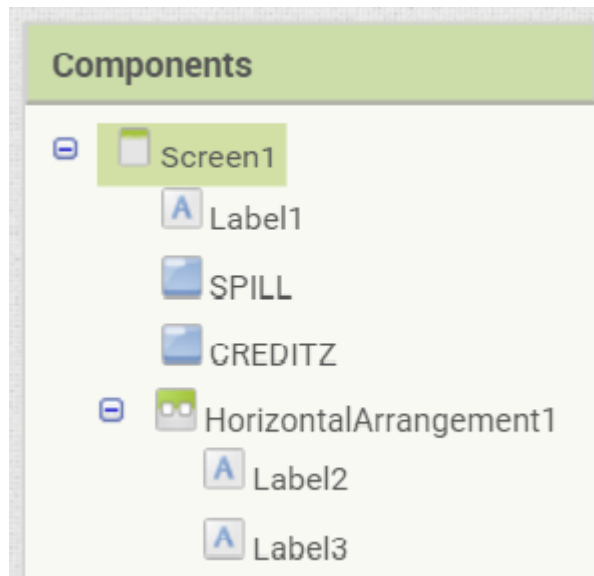 Components
Screen1
Label1
SPILL
CREDITZ
HorizontalArrangement1
Label2
Label3